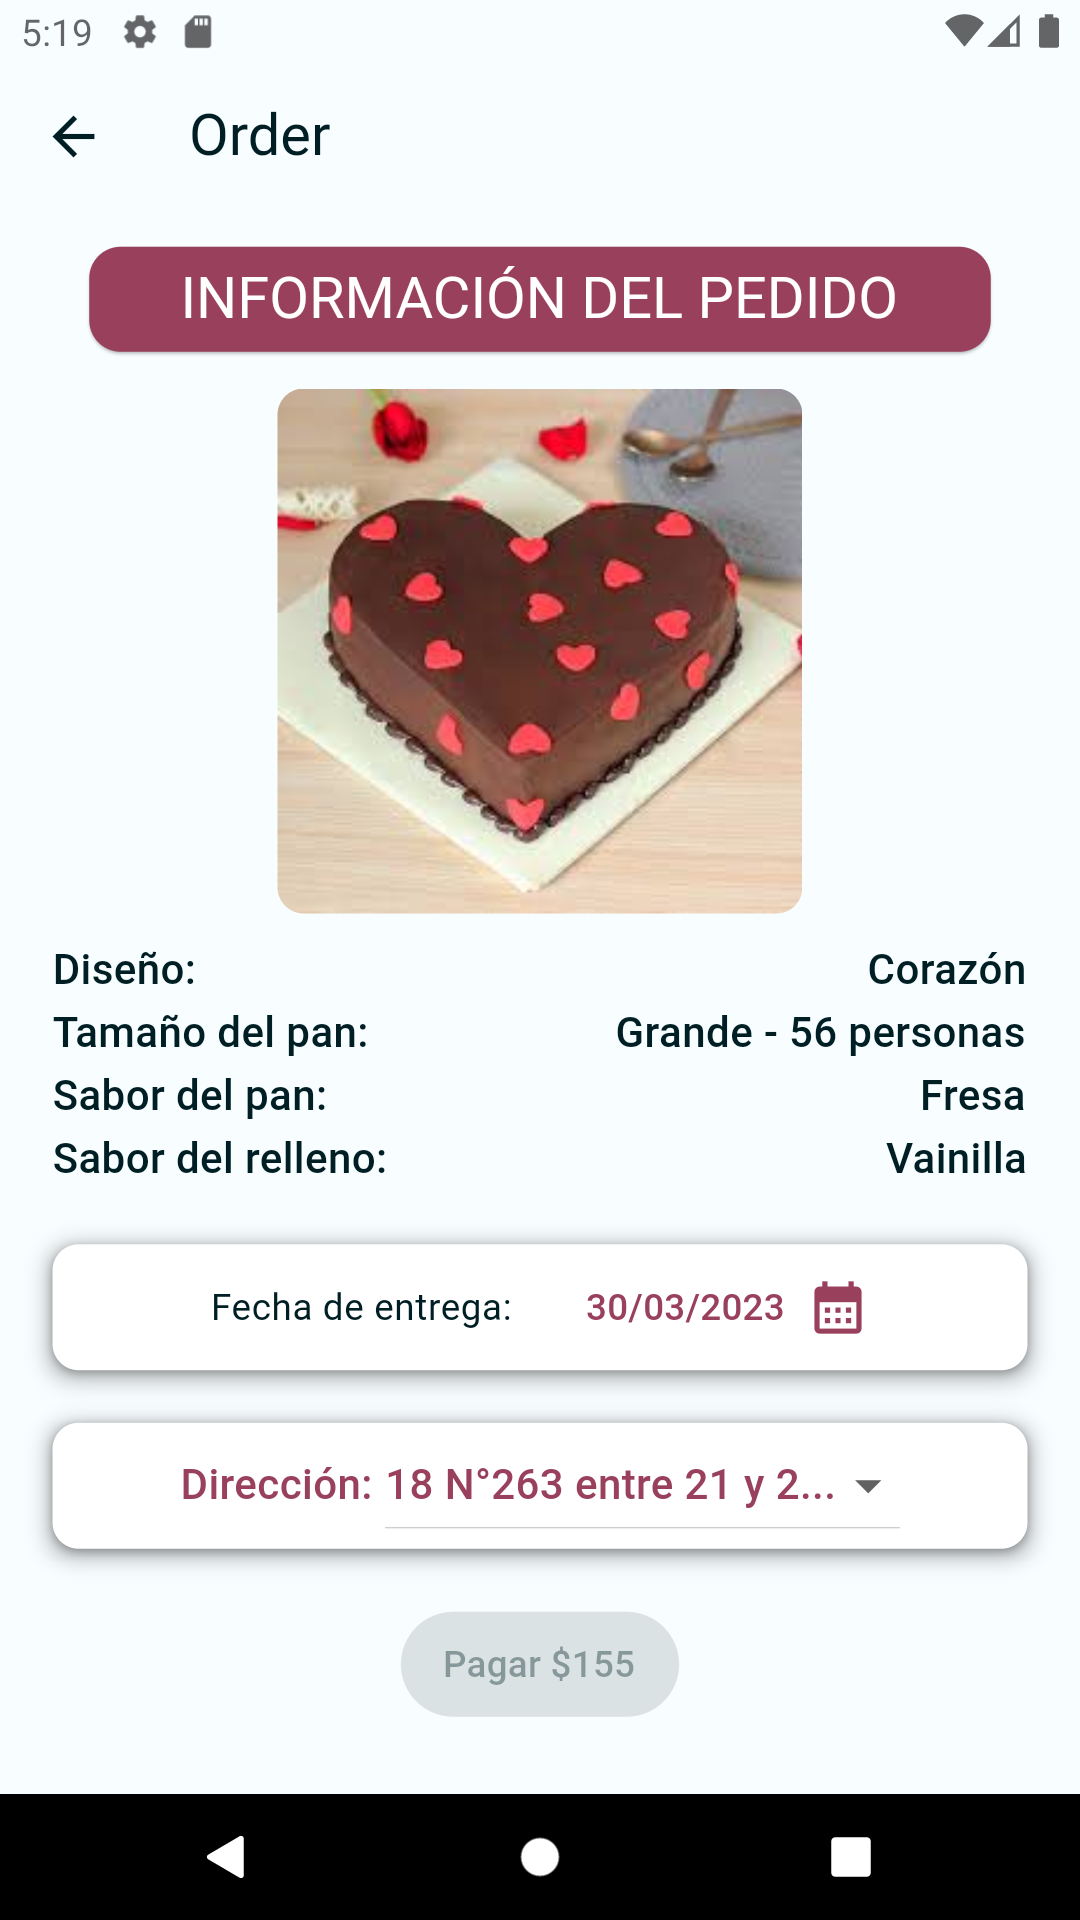 5:19
Order
INFORMACIÓN DEL PEDIDO
Diseño: Corazón
Tamaño del pan: Grande - 56 personas
Sabor del pan: Fresa
Sabor del relleno: Vainilla
Fecha de entrega: 30/03/2023
Dirección: 18 N°263 entre 21 y 2...
Pagar $155